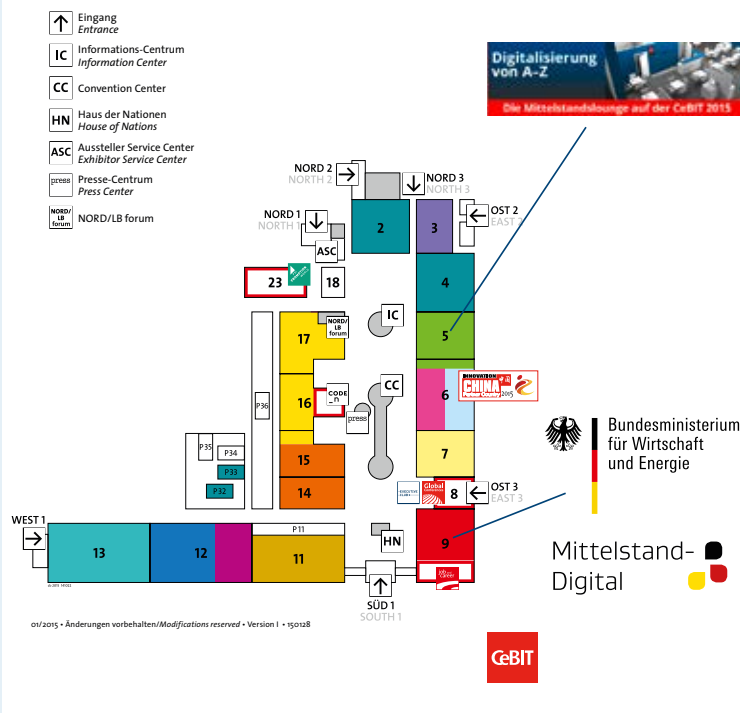 Eingang
Entrance
IC
Informations-Centrum
Information Center
CC
Convention Center
HN
Haus der Nationen
House of Nations
ASC
Aussteller Service Center
Exhibitor Service Center
press
Presse-Centrum
Press Center
NORD/
LB
forum
NORD/LB forum
Digitalisierung
von A-Z
Die Mittelstandslounge auf der CeBIT 2015
NORD 2
NORTH 2
NORD 3
NORTH 3
NORD 1
NORTH 1
OST 2
EAST 2
ASC
2
3
4
23
18
IC
5
NORD/
LB
forum
17
CC
6
INNOVATION
CHINA
2015
P36
16
CODE_n
press
7
P35
P34
P33
P32
15
14
Global
8
OST 3
EAST 3
Bundesministerium
für Wirtschaft
und Energie
WEST 1
13
12
P11
11
HN
9
Mittelstand-
Digital
SÜD 1
SOUTH 1
01/2015 • Änderungen vorbehalten/Modifications reserved • Version I • 150128
CeBIT